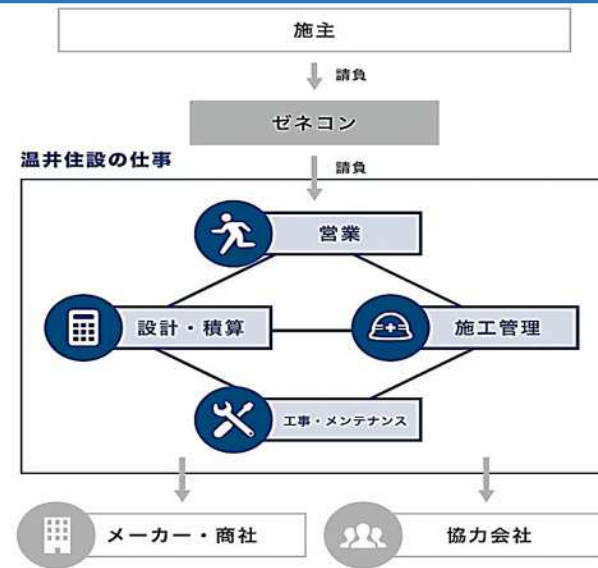 施主
請負
ゼネコン
温井住設の仕事
請負
営業
設計・積算
施工管理
工事・メンテナンス
メーカー・商社
協力会社